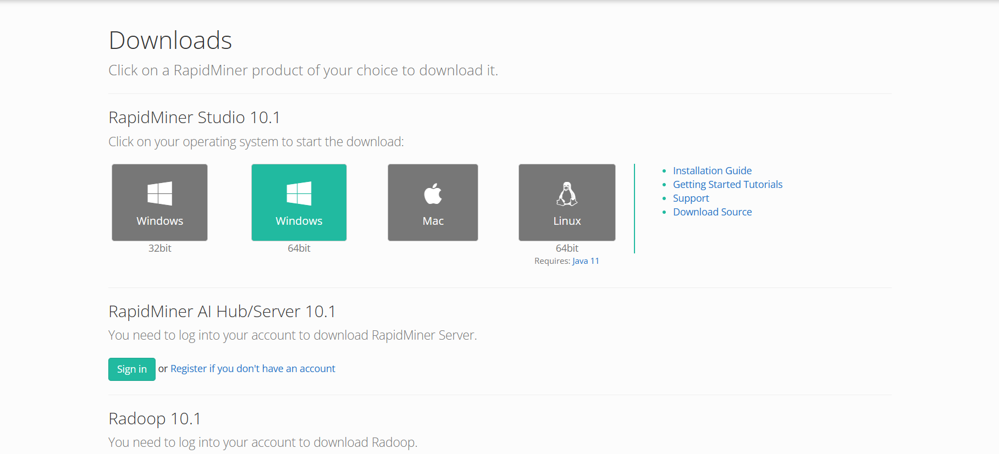 Downloads
Click on a RapidMiner product of your choice to download it.
RapidMiner Studio 10.1
Click on your operating system to start the download:
Windows
32bit
Windows
64bit
Mac
Linux
64bit
Requires: Java 11
Installation Guide
Getting Started Tutorials
Support
Download Source
RapidMiner AI Hub/Server 10.1
You need to log into your account to download RapidMiner Server.
Sign in or Register if you don't have an account
Radoop 10.1
You need to log into your account to download Radoop.